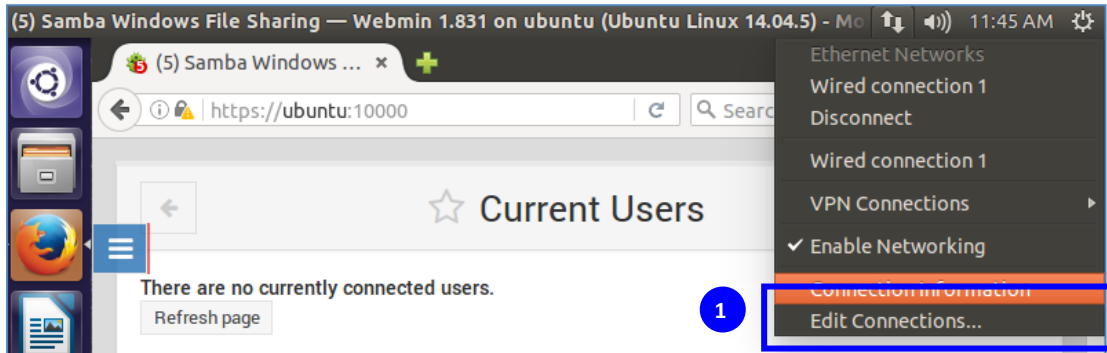 (5) Samba Windows File Sharing — Webmin 1.831 on ubuntu (Ubuntu Linux 14.04.5) - Mo 11:45 AM
(5) Samba Windows ...
https://ubuntu:10000
Searc
Current Users
There are no currently connected users.
Refresh page
Ethernet Networks
Wired connection 1
Disconnect
Wired connection 1
VPN Connections
Enable Networking
Connection Information
Edit Connections...
1